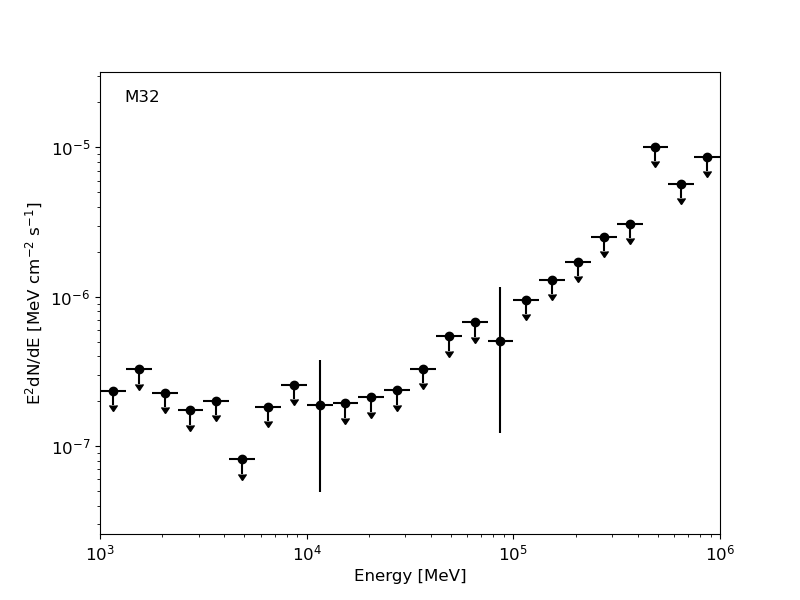 M32
10⁻⁵
10⁻⁶
10⁻⁷
E²dN/dE [MeV cm⁻² s⁻¹]
10³ 10⁴ 10⁵ 10⁶
Energy [MeV]